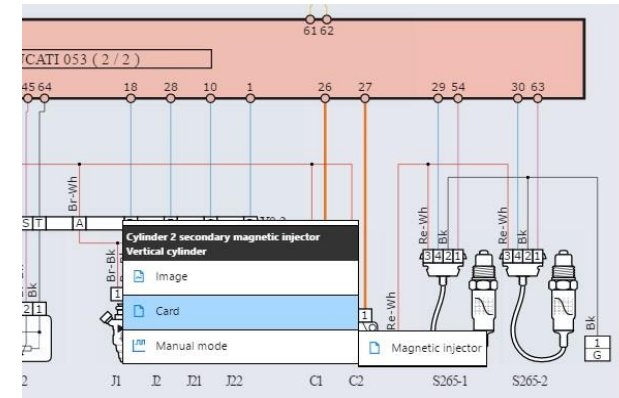 61 62
CATI 053 ( 2 / 2 )
45 64 18 28 10 1 26 27 29 54 30 63
Br-Wh
S T A
Cylinder 2 secondary magnetic injector
Vertical cylinder
Image
Card
Manual mode
Magnetic injector
Br-Bk
Re-Wh
Bk
Re-Wh
Bk
3 4 2 1 3 4 2 1
Bk
2 1
1
1
Re-Wh
Bk
1
G
2 J1 J2 J21 J22 C1 C2 S265-1 S265-2